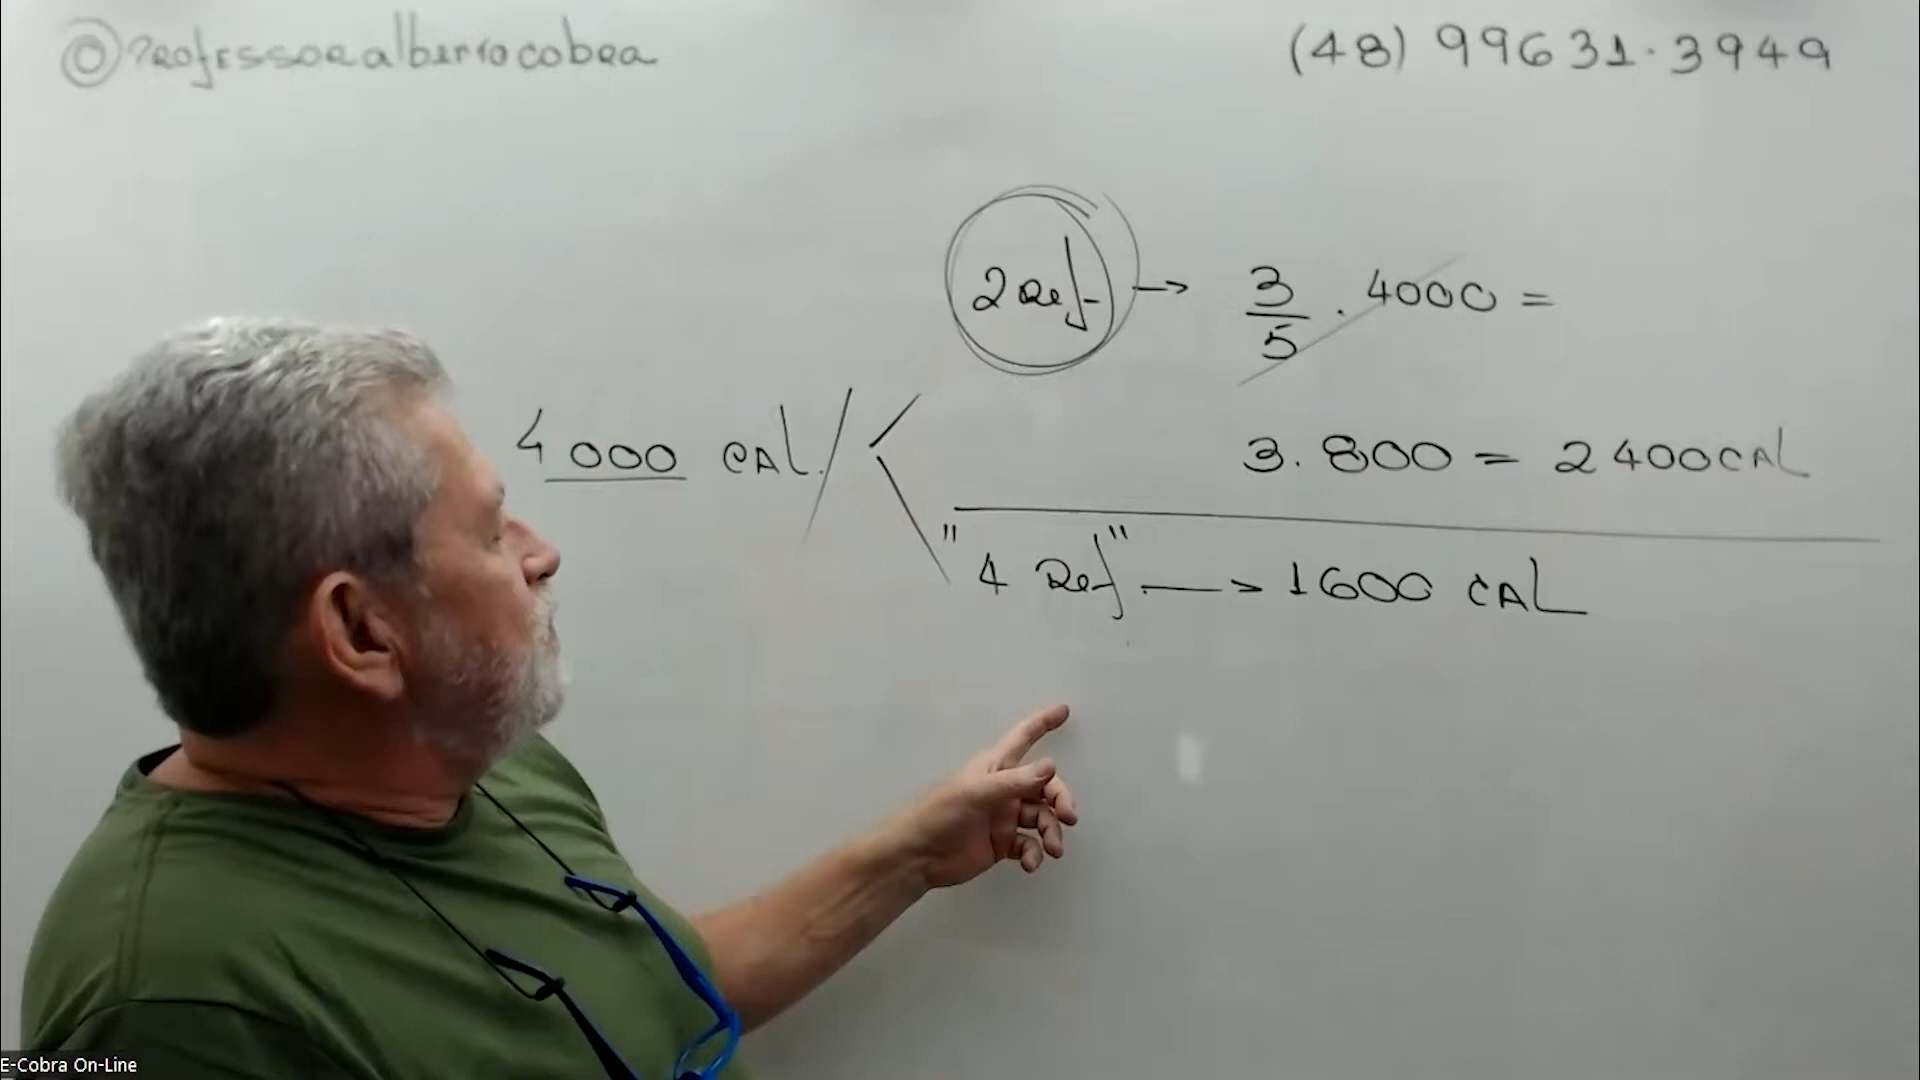 @Professoralbertocobra
(48) 99631.3949
2 Ref → 3/5 . 4000 =
4000 CAL.
3.800 = 2400 CAL
"4 Ref" → 1600 CAL
E-Cobra On-Line